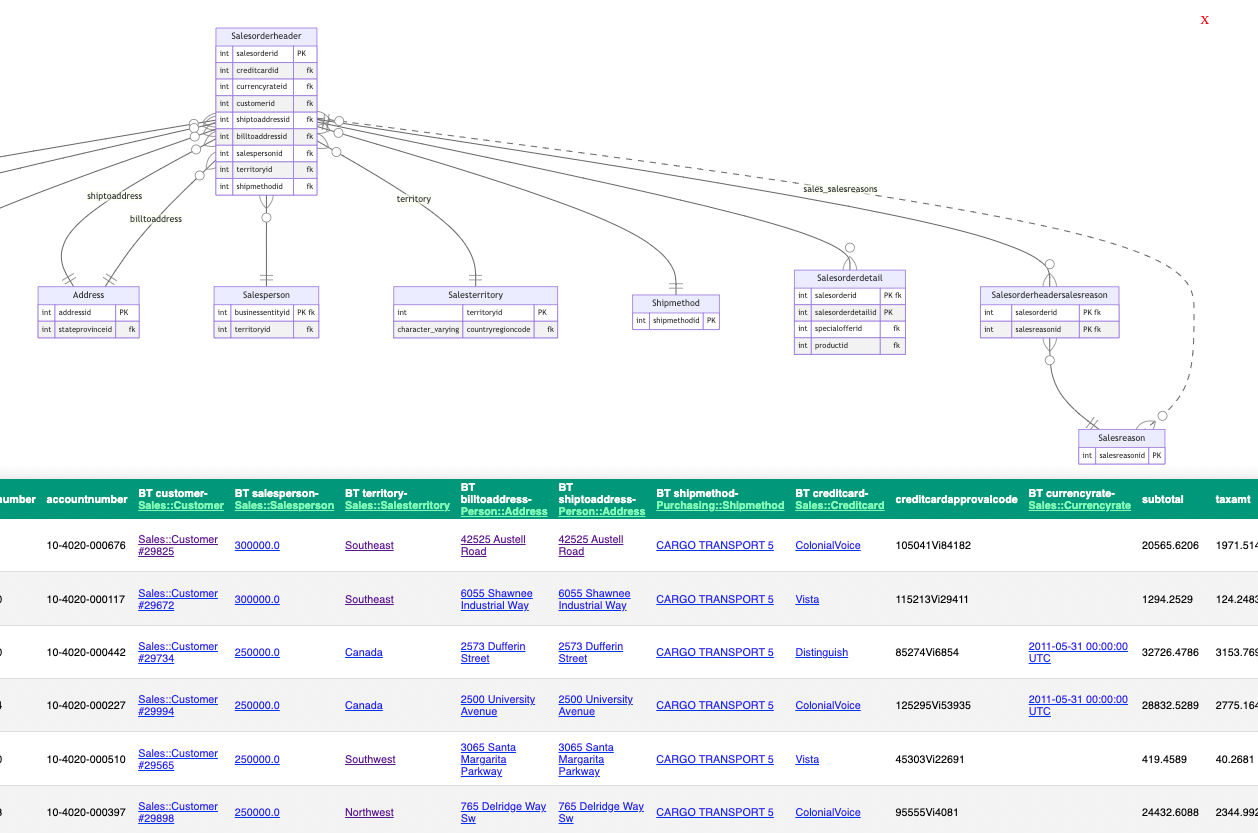 X
Salesorderheader
int salesorderid PK
int creditcardid fk
int currencyrateid fk
int customerid fk
int shiptoaddressid fk
int billtoaddressid fk
int salespersonid fk
int territoryid fk
int shipmethodid fk
shiptoaddress
billtoaddress
territory
sales_salesreasons
Address
int addressid PK
int stateprovinceid fk
Salesperson
int businessentityid PK fk
int territoryid fk
Salesterritory
int territoryid PK
character_varying countryregioncode fk
Shipmethod
int shipmethodid PK
Salesorderdetail
int salesorderid PK fk
int salesorderdetailid PK
int specialofferid fk
int productid fk
Salesorderheadersalesreason
int salesorderid PK fk
int salesreasonid PK fk
Salesreason
int salesreasonid PK
number accountnumber BT customer- Sales::Customer BT salesperson- Sales::Salesperson BT territory- Sales::Salesterritory BT billtoaddress- Person::Address BT shiptoaddress- Person::Address BT shipmethod- Purchasing::Shipmethod BT creditcard- Sales::Creditcard creditcardapprovalcode BT currencyrate- Sales::Currencyrate subtotal taxamt
10-4020-000676 Sales::Customer #29825 300000.0 Southeast 42525 Austell Road 42525 Austell Road CARGO TRANSPORT 5 ColonialVoice 105041Vi84182 20565.6206 1971.514
10-4020-000117 Sales::Customer #29672 300000.0 Southeast 6055 Shawnee Industrial Way 6055 Shawnee Industrial Way CARGO TRANSPORT 5 Vista 115213Vi29411 1294.2529 124.2483
10-4020-000442 Sales::Customer #29734 250000.0 Canada 2573 Dufferin Street 2573 Dufferin Street CARGO TRANSPORT 5 Distinguish 85274Vi6854 2011-05-31 00:00:00 UTC 32726.4786 3153.769
10-4020-000227 Sales::Customer #29994 250000.0 Canada 2500 University Avenue 2500 University Avenue CARGO TRANSPORT 5 ColonialVoice 125295Vi53935 2011-05-31 00:00:00 UTC 28832.5289 2775.164
10-4020-000510 Sales::Customer #29565 250000.0 Southwest 3065 Santa Margarita Parkway 3065 Santa Margarita Parkway CARGO TRANSPORT 5 Vista 45303Vi22691 419.4589 40.2681
10-4020-000397 Sales::Customer #29898 250000.0 Northwest 765 Delridge Way Sw 765 Delridge Way Sw CARGO TRANSPORT 5 ColonialVoice 95555Vi4081 24432.6088 2344.992